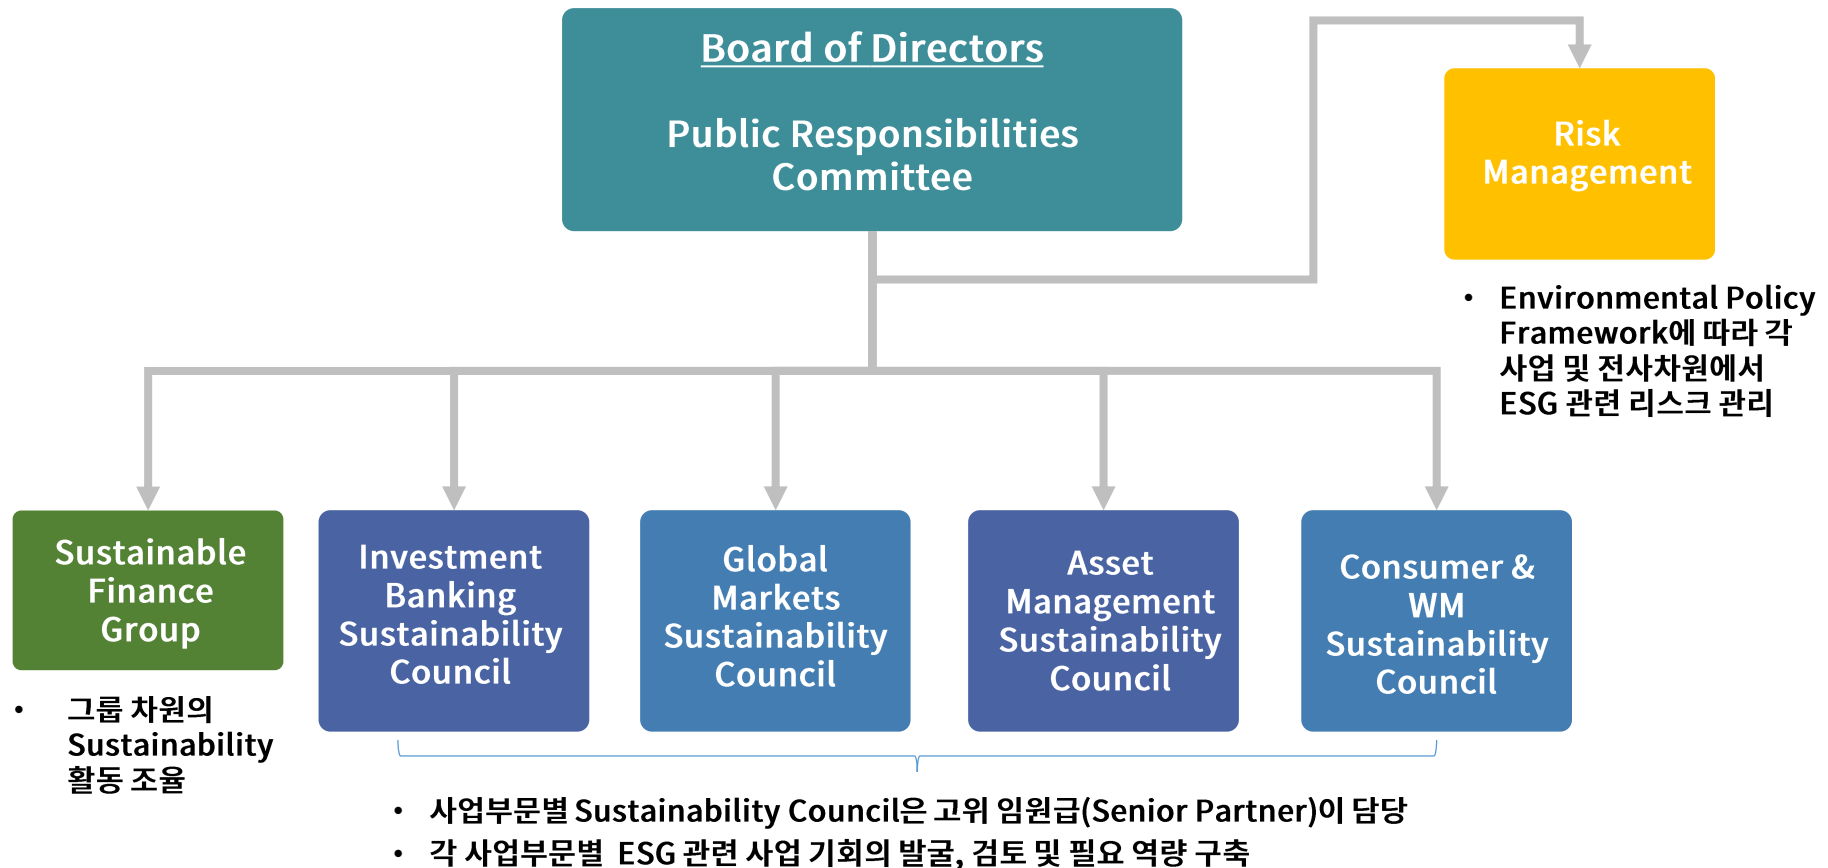 Board of Directors
Public Responsibilities
Committee
Risk
Management
• Environmental Policy
Framework에 따라 각
사업 및 전사차원에서
ESG 관련 리스크 관리
Sustainable
Finance
Group
• 그룹 차원의
Sustainability
활동 조율
Investment
Banking
Sustainability
Council
Global
Markets
Sustainability
Council
Asset
Management
Sustainability
Council
Consumer &
WM
Sustainability
Council
• 사업부문별 Sustainability Council은 고위 임원급(Senior Partner)이 담당
• 각 사업부문별 ESG 관련 사업 기회의 발굴, 검토 및 필요 역량 구축